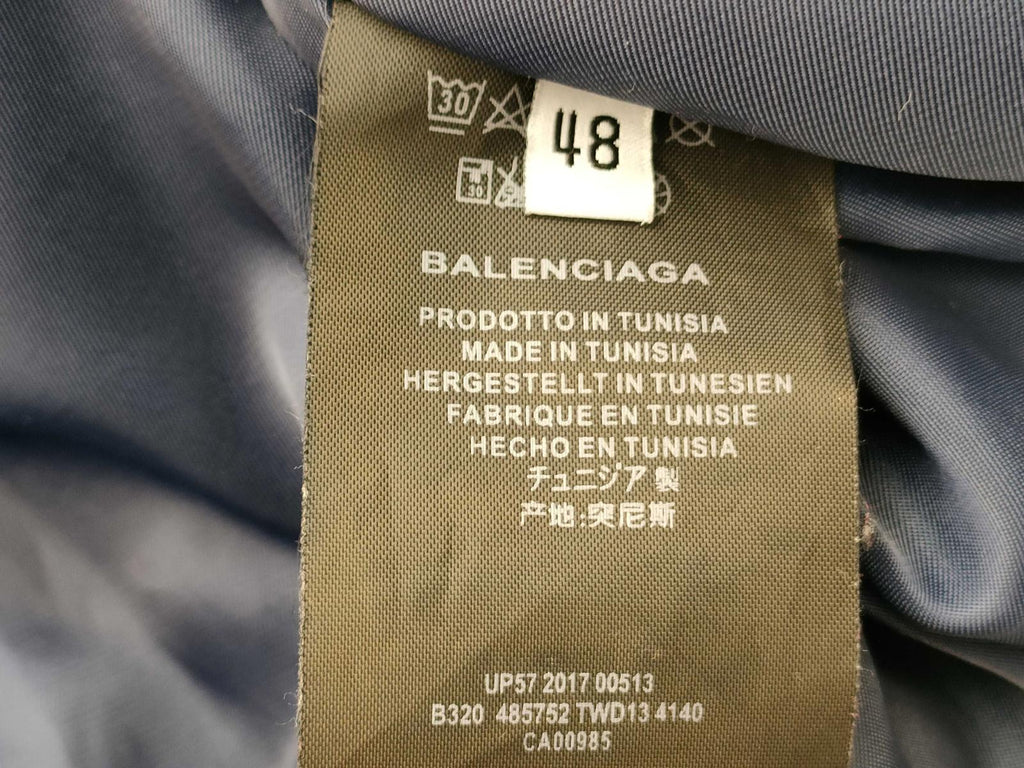 30
48
BALENCIAGA
PRODOTTO IN TUNISIA
MADE IN TUNISIA
HERGESTELLT IN TUNESIEN
FABRIQUE EN TUNISIE
HECHO EN TUNISIA
チュニジア 製
产地:突尼斯
UP57 2017 00513
B320 485752 TWD13 4140
CA00985